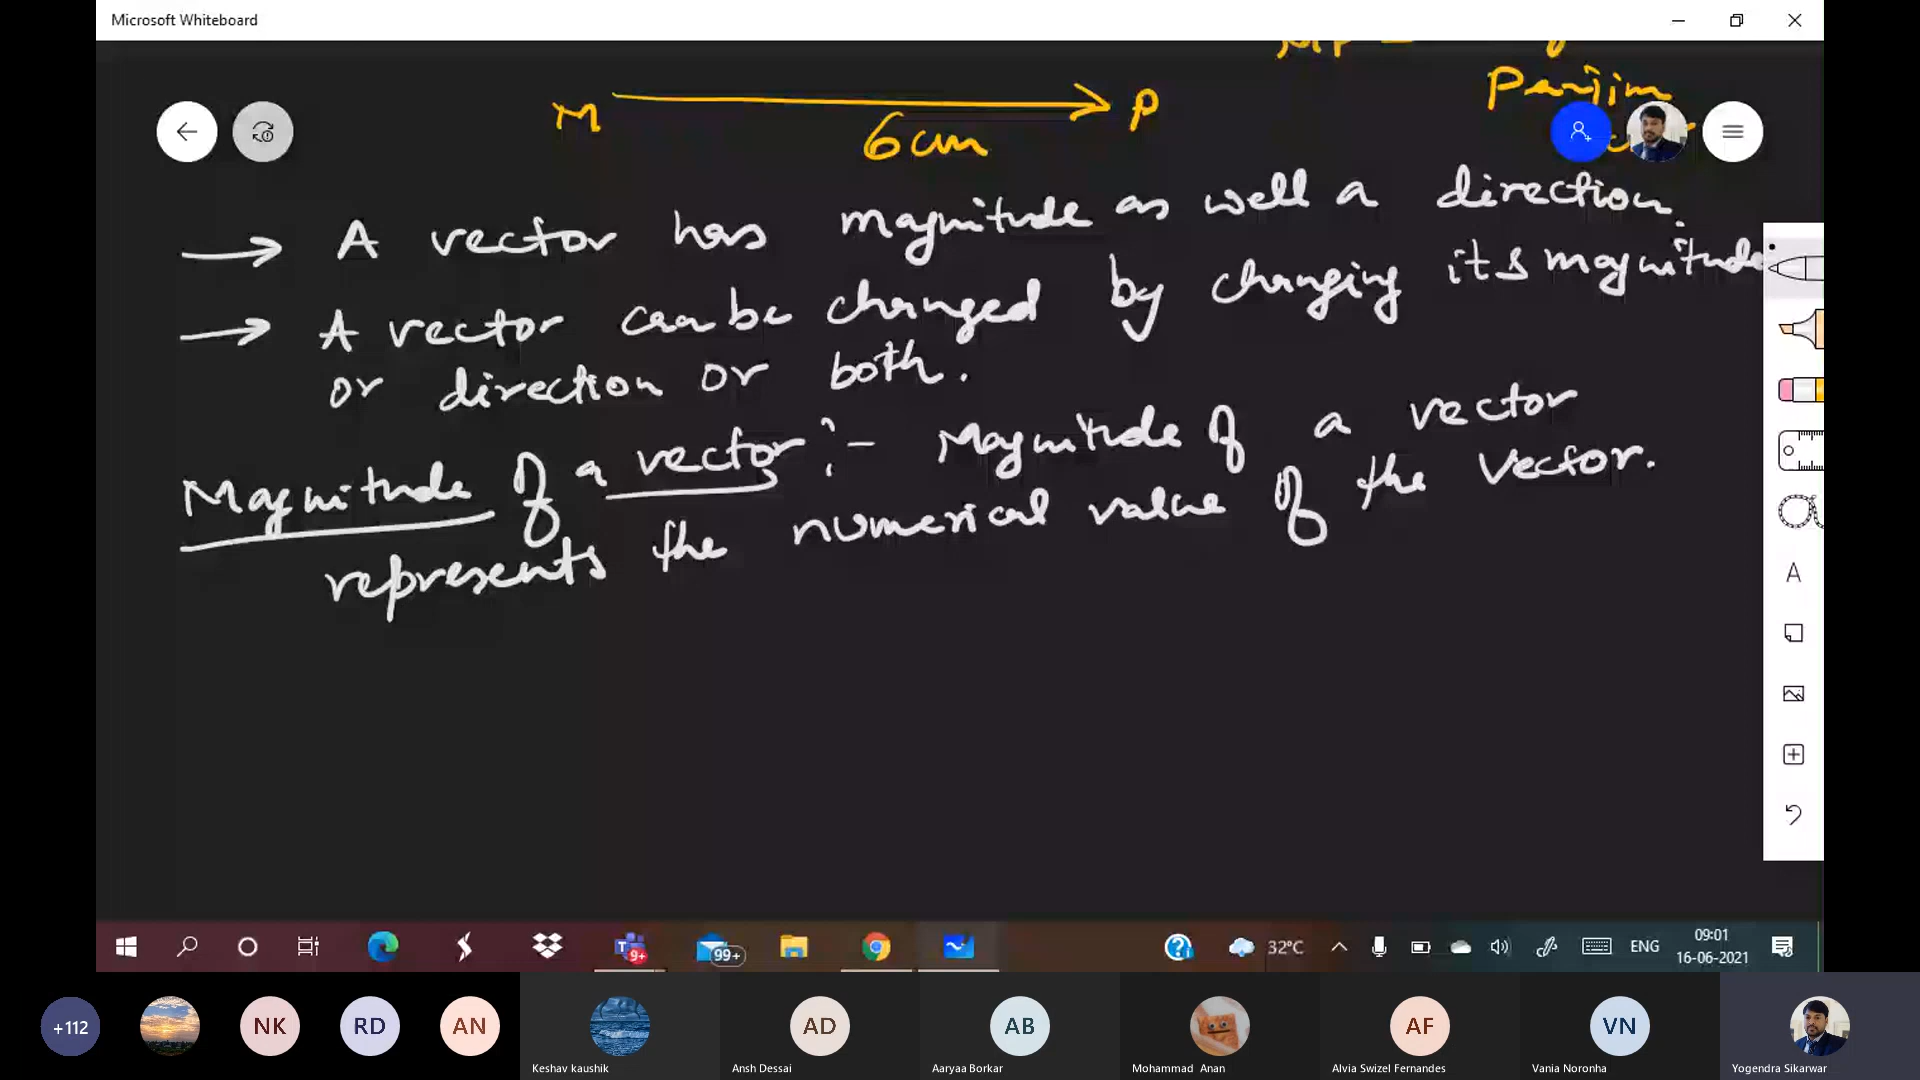 Microsoft Whiteboard
Panjim
M
P
6cm
→ A vector has magnitude as well a direction.
→ A vector can be changed by changing its magnitude
or direction or both.
Magnitude of a vector :- Magnitude of a vector
represents the numerical value of the vector.
A
9+
99+
32°C
ENG
09:01
16-06-2021
+112
NK
RD
AN
AD
AB
AF
VN
Keshav kaushik
Ansh Dessai
Aaryaa Borkar
Mohammad Anan
Alvia Swizel Fernandes
Vania Noronha
Yogendra Sikarwar